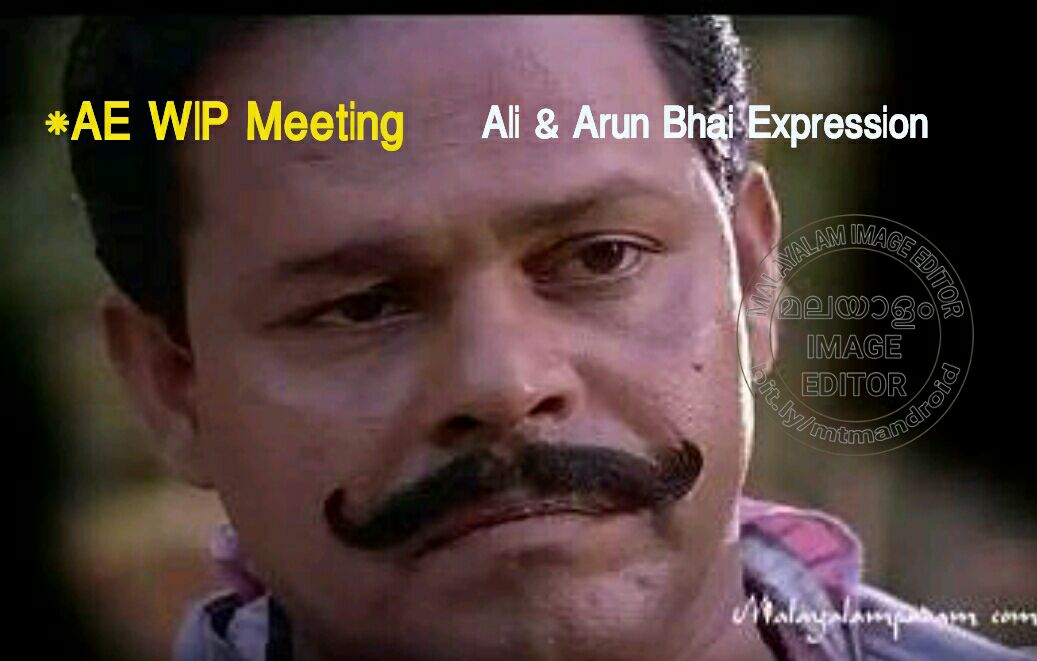 *AE WIP Meeting
Ali & Arun Bhai Expression
MALAYALAM IMAGE EDITOR
മലയാളം
IMAGE
EDITOR
bit.ly/mtmandroid
Malayalampadam com